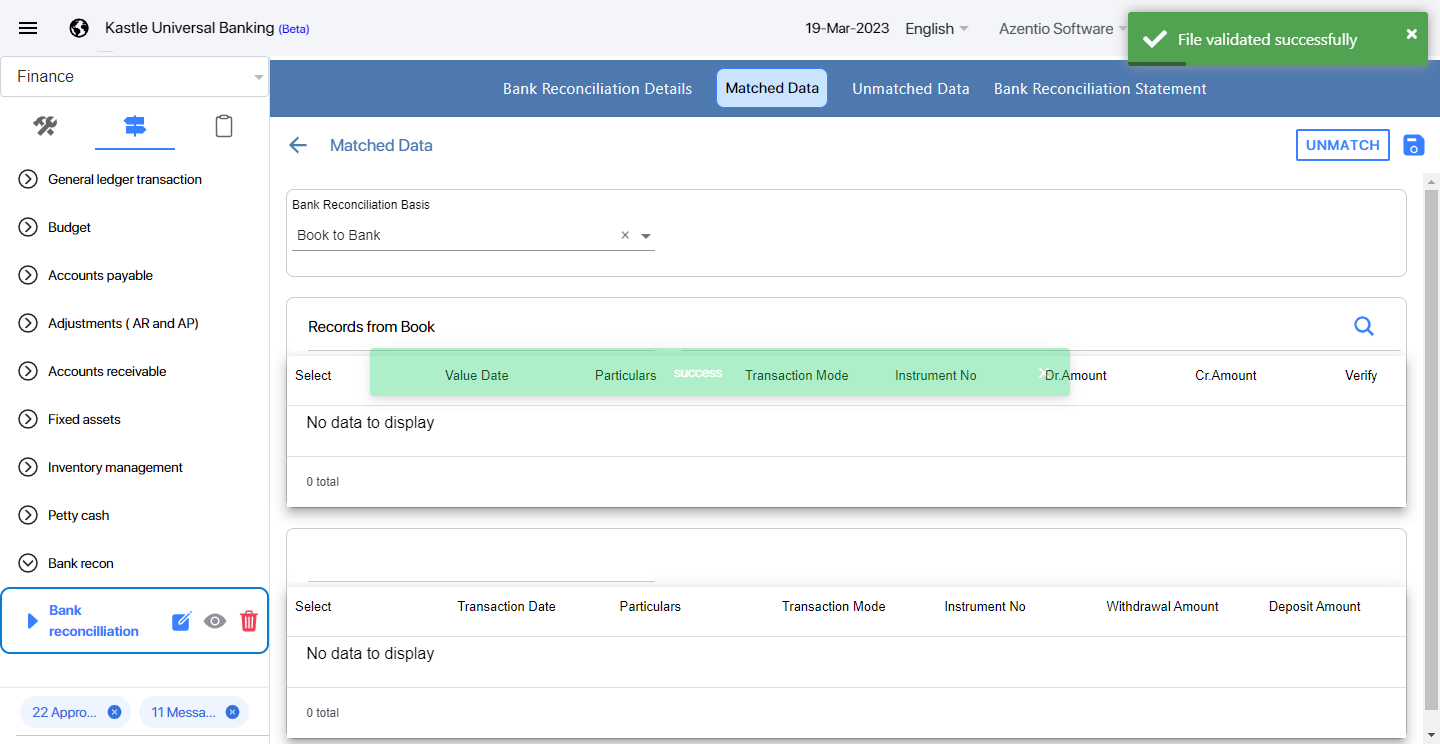 Kastle Universal Banking (Beta)
19-Mar-2023 English Azentio Software
File validated successfully
Finance
Bank Reconciliation Details Matched Data Unmatched Data Bank Reconciliation Statement
Matched Data
UNMATCH
General ledger transaction
Budget
Accounts payable
Adjustments ( AR and AP)
Accounts receivable
Fixed assets
Inventory management
Petty cash
Bank recon
Bank
reconcilliation
22 Appro... 11 Messa...
Bank Reconciliation Basis
Book to Bank
Records from Book
success
Select Value Date Particulars Transaction Mode Instrument No Dr.Amount Cr.Amount Verify
No data to display
0 total
Select Transaction Date Particulars Transaction Mode Instrument No Withdrawal Amount Deposit Amount
No data to display
0 total